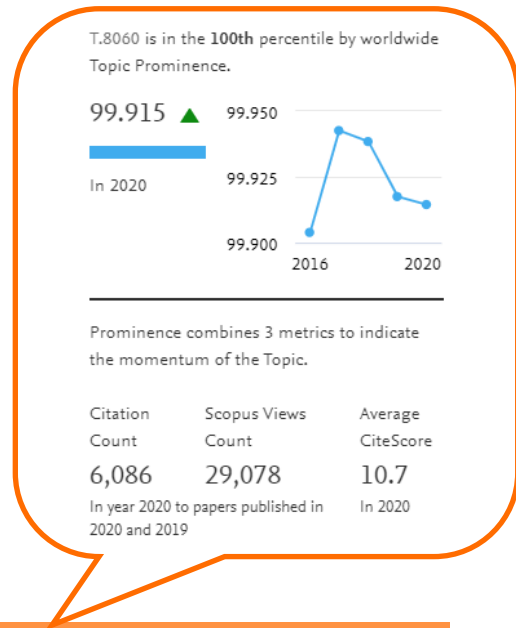 T.8060 is in the 100th percentile by worldwide
Topic Prominence.
99.915
In 2020
99.950
99.925
99.900
2016 2020
Prominence combines 3 metrics to indicate
the momentum of the Topic.
Citation Scopus Views Average
Count Count CiteScore
6,086 29,078 10.7
In year 2020 to papers published in In 2020
2020 and 2019